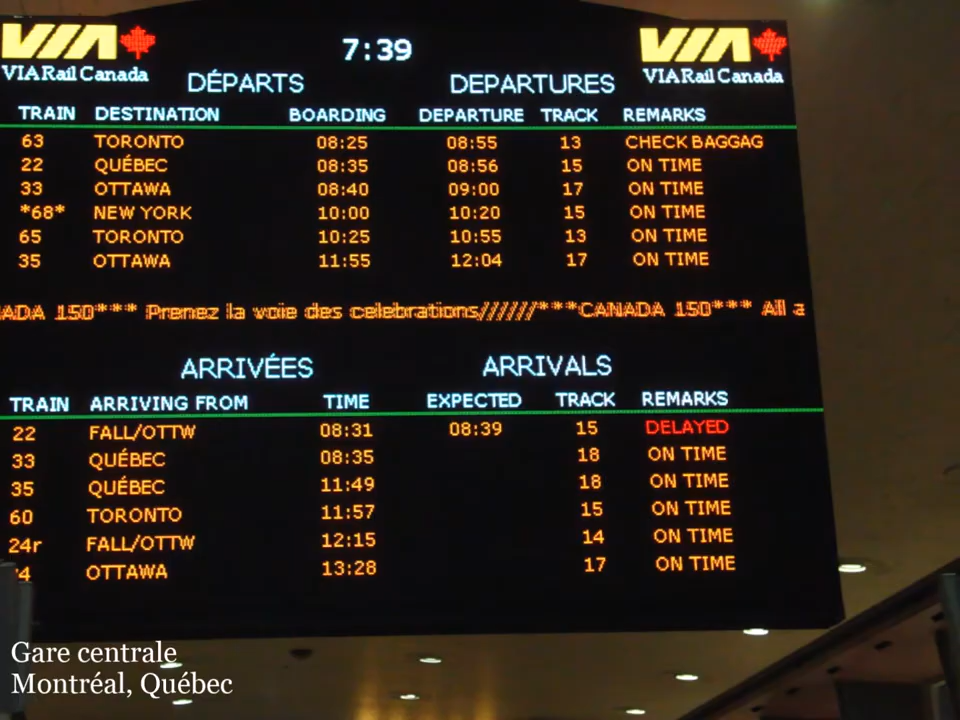 VIA
VIA Rail Canada
7:39
VIA
VIA Rail Canada
DÉPARTS DEPARTURES
TRAIN DESTINATION BOARDING DEPARTURE TRACK REMARKS
63 TORONTO 08:25 08:55 13 CHECK BAGGAG
22 QUÉBEC 08:35 08:56 15 ON TIME
33 OTTAWA 08:40 09:00 17 ON TIME
*68* NEW YORK 10:00 10:20 15 ON TIME
65 TORONTO 10:25 10:55 13 ON TIME
35 OTTAWA 11:55 12:04 17 ON TIME
ADA 150*** Prenez la voie des celebrations//////***CANADA 150*** All a
ARRIVÉES ARRIVALS
TRAIN ARRIVING FROM TIME EXPECTED TRACK REMARKS
22 FALL/OTTW 08:31 08:39 15 DELAYED
33 QUÉBEC 08:35 18 ON TIME
35 QUÉBEC 11:49 18 ON TIME
60 TORONTO 11:57 15 ON TIME
24r FALL/OTTW 12:15 14 ON TIME
OTTAWA 13:28 17 ON TIME
Gare centrale
Montréal, Québec